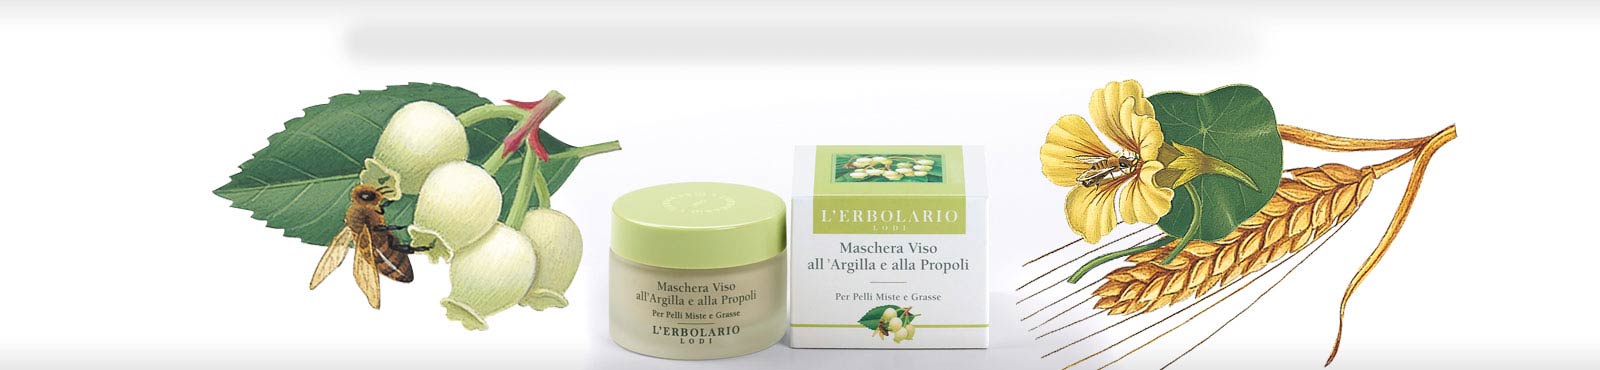 Maschera Viso
all'Argilla e alla Propoli
Per Pelli Miste e Grasse
L'ERBOLARIO
LODI
L'ERBOLARIO
LODI
Maschera Viso
all'Argilla e alla Propoli
Per Pelli Miste e Grasse